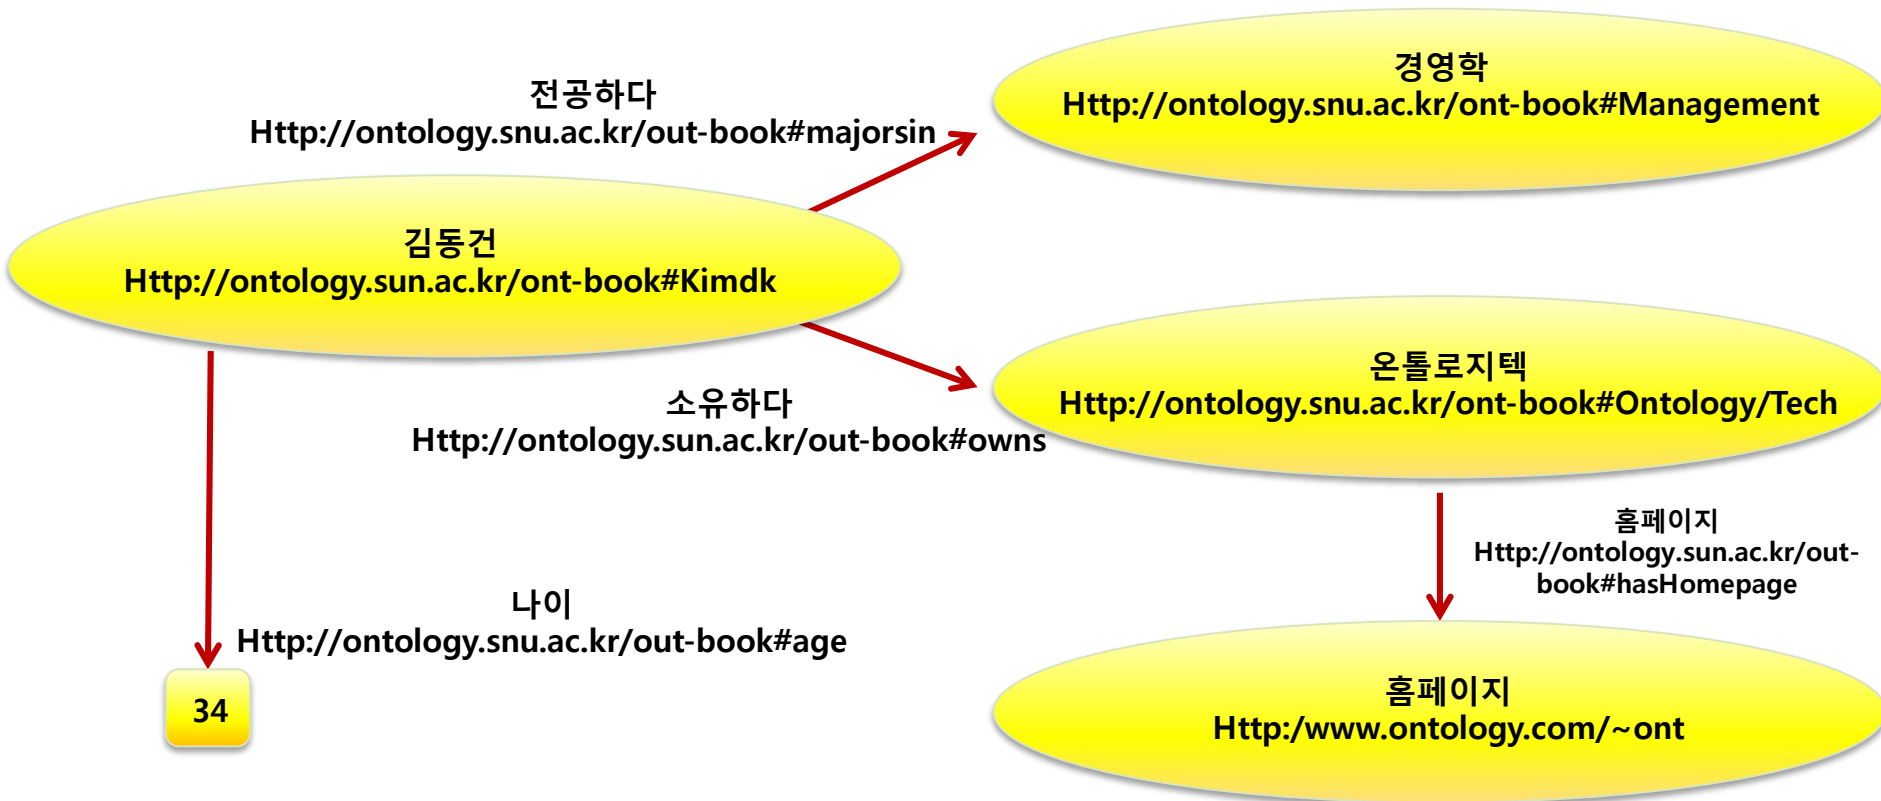 경영학
Http://ontology.snu.ac.kr/ont-book#Management
전공하다
Http://ontology.snu.ac.kr/out-book#majorsin
김동건
Http://ontology.sun.ac.kr/ont-book#Kimdk
온톨로지텍
Http://ontology.snu.ac.kr/ont-book#Ontology/Tech
소유하다
Http://ontology.sun.ac.kr/out-book#owns
홈페이지
Http://ontology.sun.ac.kr/out-
book#hasHomepage
나이
Http://ontology.snu.ac.kr/out-book#age
34
홈페이지
Http:/www.ontology.com/~ont